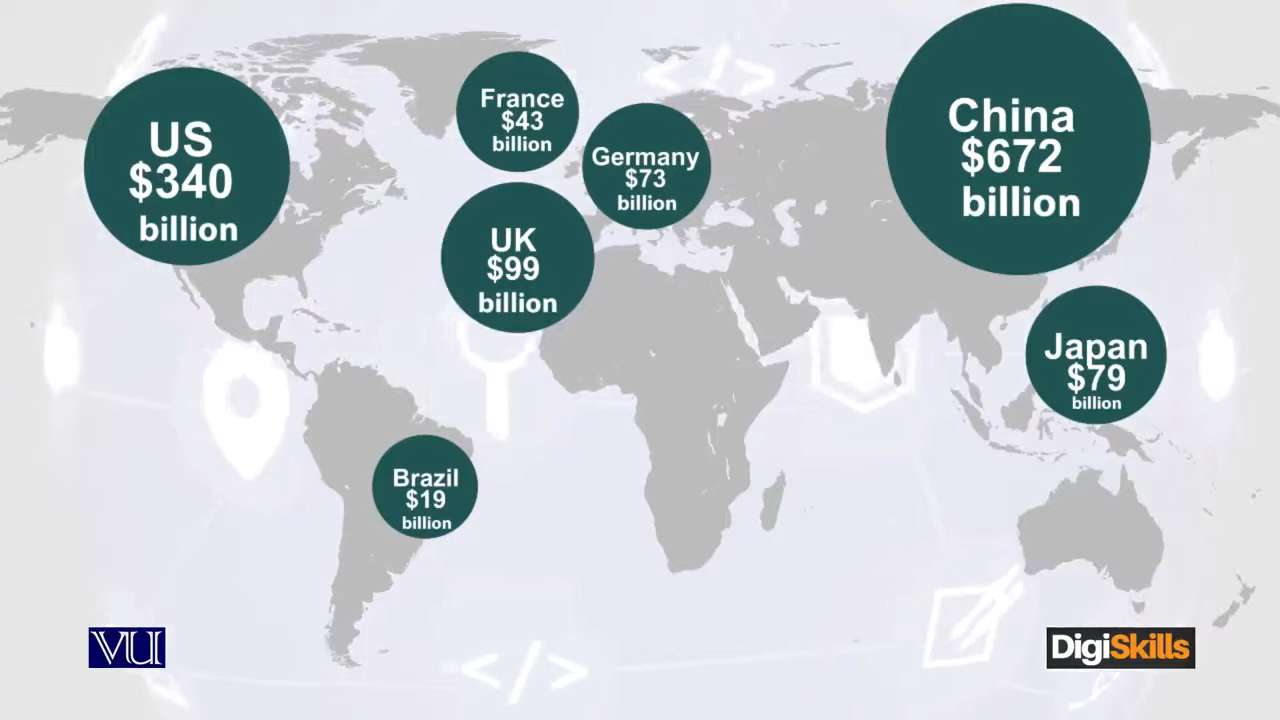 US
$340
billion
France
$43
billion
Germany
$73
billion
UK
$99
billion
China
$672
billion
Japan
$79
billion
Brazil
$19
billion
</>
</>
VU
DigiSkills